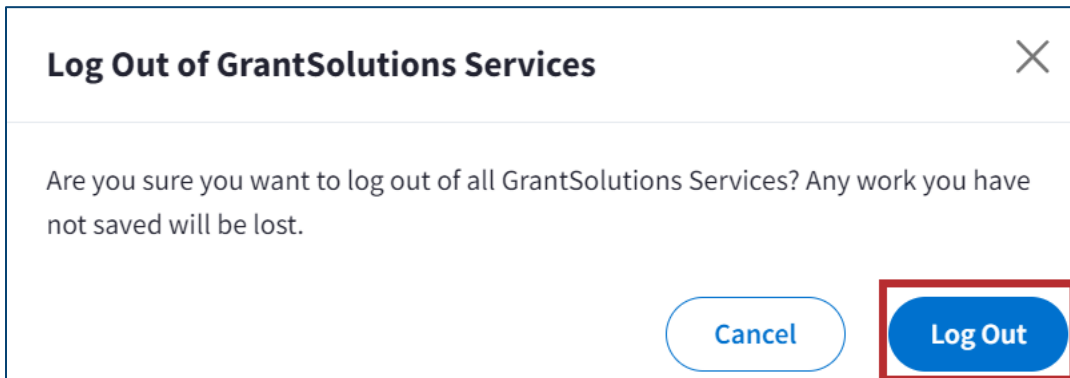 Log Out of GrantSolutions Services
Are you sure you want to log out of all GrantSolutions Services? Any work you have
not saved will be lost.
Cancel
Log Out